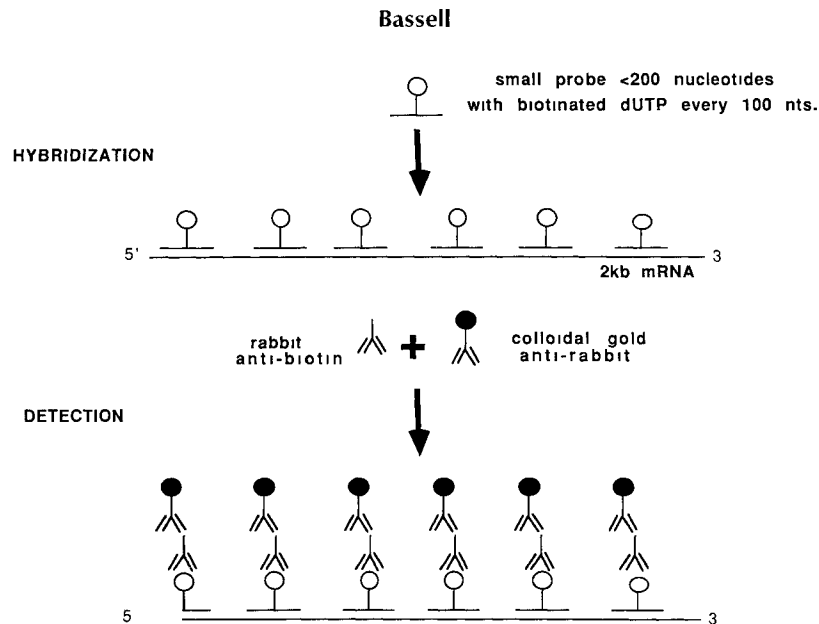 Bassell
small probe <200 nucleotides
with biotinated dUTP every 100 nts.
HYBRIDIZATION
5'
3
2kb mRNA
rabbit
anti-biotin
+
colloidal gold
anti-rabbit
DETECTION
5
3